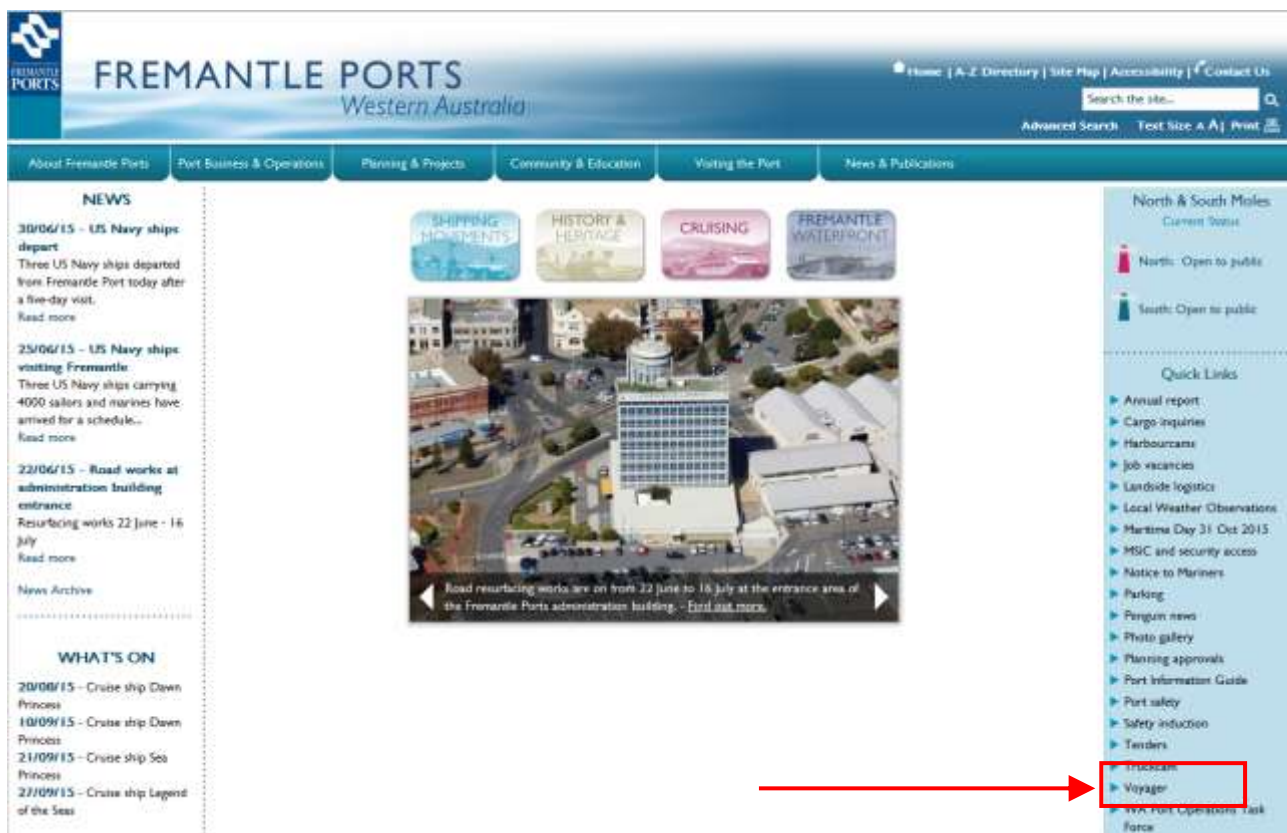 FREMANTLE
PORTS
FREMANTLE PORTS
Western Australia
Home | A-Z Directory | Site Map | Accessibility | Contact Us
Search the site...
Advanced Search Text Size A A | Print
About Fremantle Ports Port Business & Operations Planning & Projects Community & Education Visiting the Port News & Publications
NEWS
30/06/15 - US Navy ships
depart
Three US Navy ships departed
from Fremantle Port today after
a five-day visit.
Read more
25/06/15 - US Navy ships
visiting Fremantle
Three US Navy ships carrying
4000 sailors and marines have
arrived for a schedule...
Read more
22/06/15 - Road works at
administration building
entrance
Resurfacing works 22 June - 16
July
Read more
News Archive
WHAT'S ON
20/08/15 - Cruise ship Dawn
Princess
10/09/15 - Cruise ship Dawn
Princess
21/09/15 - Cruise ship Sea
Princess
27/09/15 - Cruise ship Legend
of the Seas
SHIPPING
MOVEMENTS
HISTORY &
HERITAGE
CRUISING
FREMANTLE
WATERFRONT
Road resurfacing works are on from 22 June to 16 July at the entrance area of
the Fremantle Ports administration building. - Find out more.
North & South Moles
Current Status
North: Open to public
South: Open to public
Quick Links
Annual report
Cargo inquiries
Harbourcams
Job vacancies
Landside logistics
Local Weather Observations
Maritime Day 31 Oct 2015
MSIC and security access
Notice to Mariners
Parking
Penguin news
Photo gallery
Planning approvals
Port Information Guide
Port safety
Safety induction
Tenders
Truckcam
Voyager
WA Port Operations Task
Force